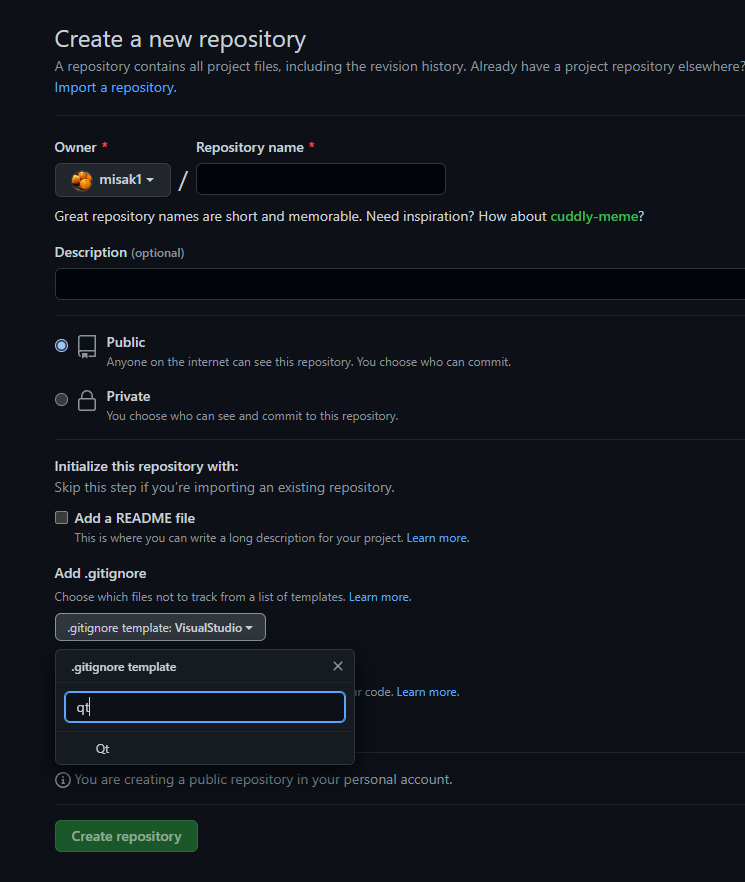 Create a new repository
A repository contains all project files, including the revision history. Already have a project repository elsewhere?
Import a repository.
Owner *
Repository name *
misak1
/
Great repository names are short and memorable. Need inspiration? How about cuddly-meme?
Description (optional)
Public
Anyone on the internet can see this repository. You choose who can commit.
Private
You choose who can see and commit to this repository.
Initialize this repository with:
Skip this step if you're importing an existing repository.
Add a README file
This is where you can write a long description for your project. Learn more.
Add .gitignore
Choose which files not to track from a list of templates. Learn more.
.gitignore template: VisualStudio
.gitignore template
code. Learn more.
qt
Qt
You are creating a public repository in your personal account.
Create repository